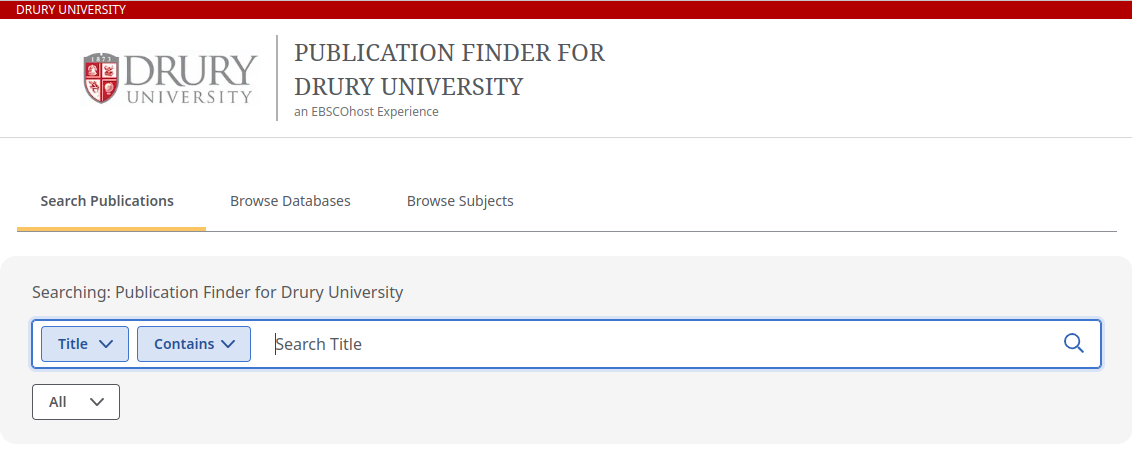 DRURY UNIVERSITY
1873
DRURY
UNIVERSITY
PUBLICATION FINDER FOR
DRURY UNIVERSITY
an EBSCOhost Experience
Search Publications Browse Databases Browse Subjects
Searching: Publication Finder for Drury University
Title Contains Search Title
All